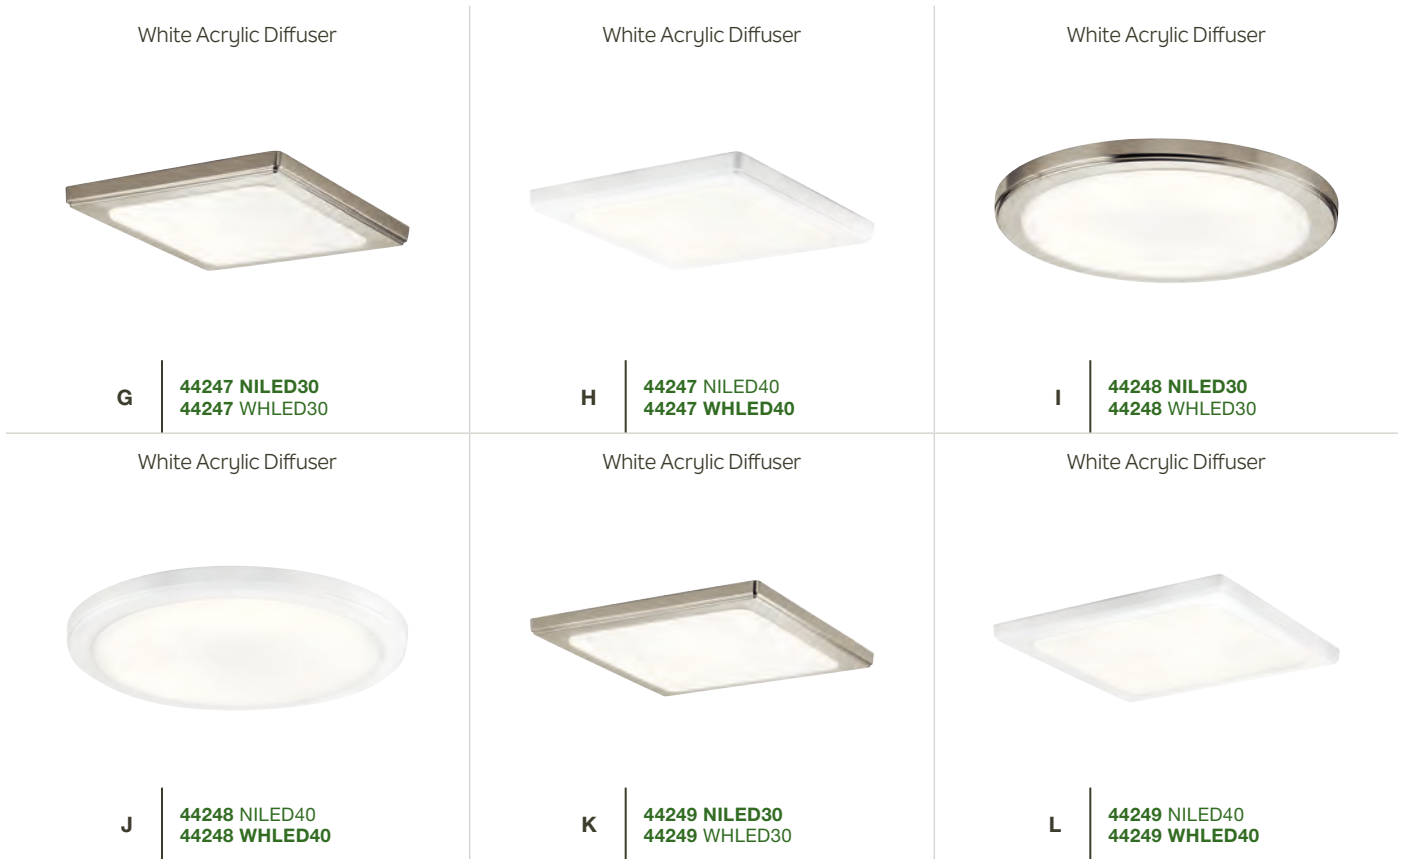 White Acrylic Diffuser
White Acrylic Diffuser
White Acrylic Diffuser
G
44247 NILED30
44247 WHLED30
H
44247 NILED40
44247 WHLED40
I
44248 NILED30
44248 WHLED30
White Acrylic Diffuser
White Acrylic Diffuser
White Acrylic Diffuser
J
44248 NILED40
44248 WHLED40
K
44249 NILED30
44249 WHLED30
L
44249 NILED40
44249 WHLED40